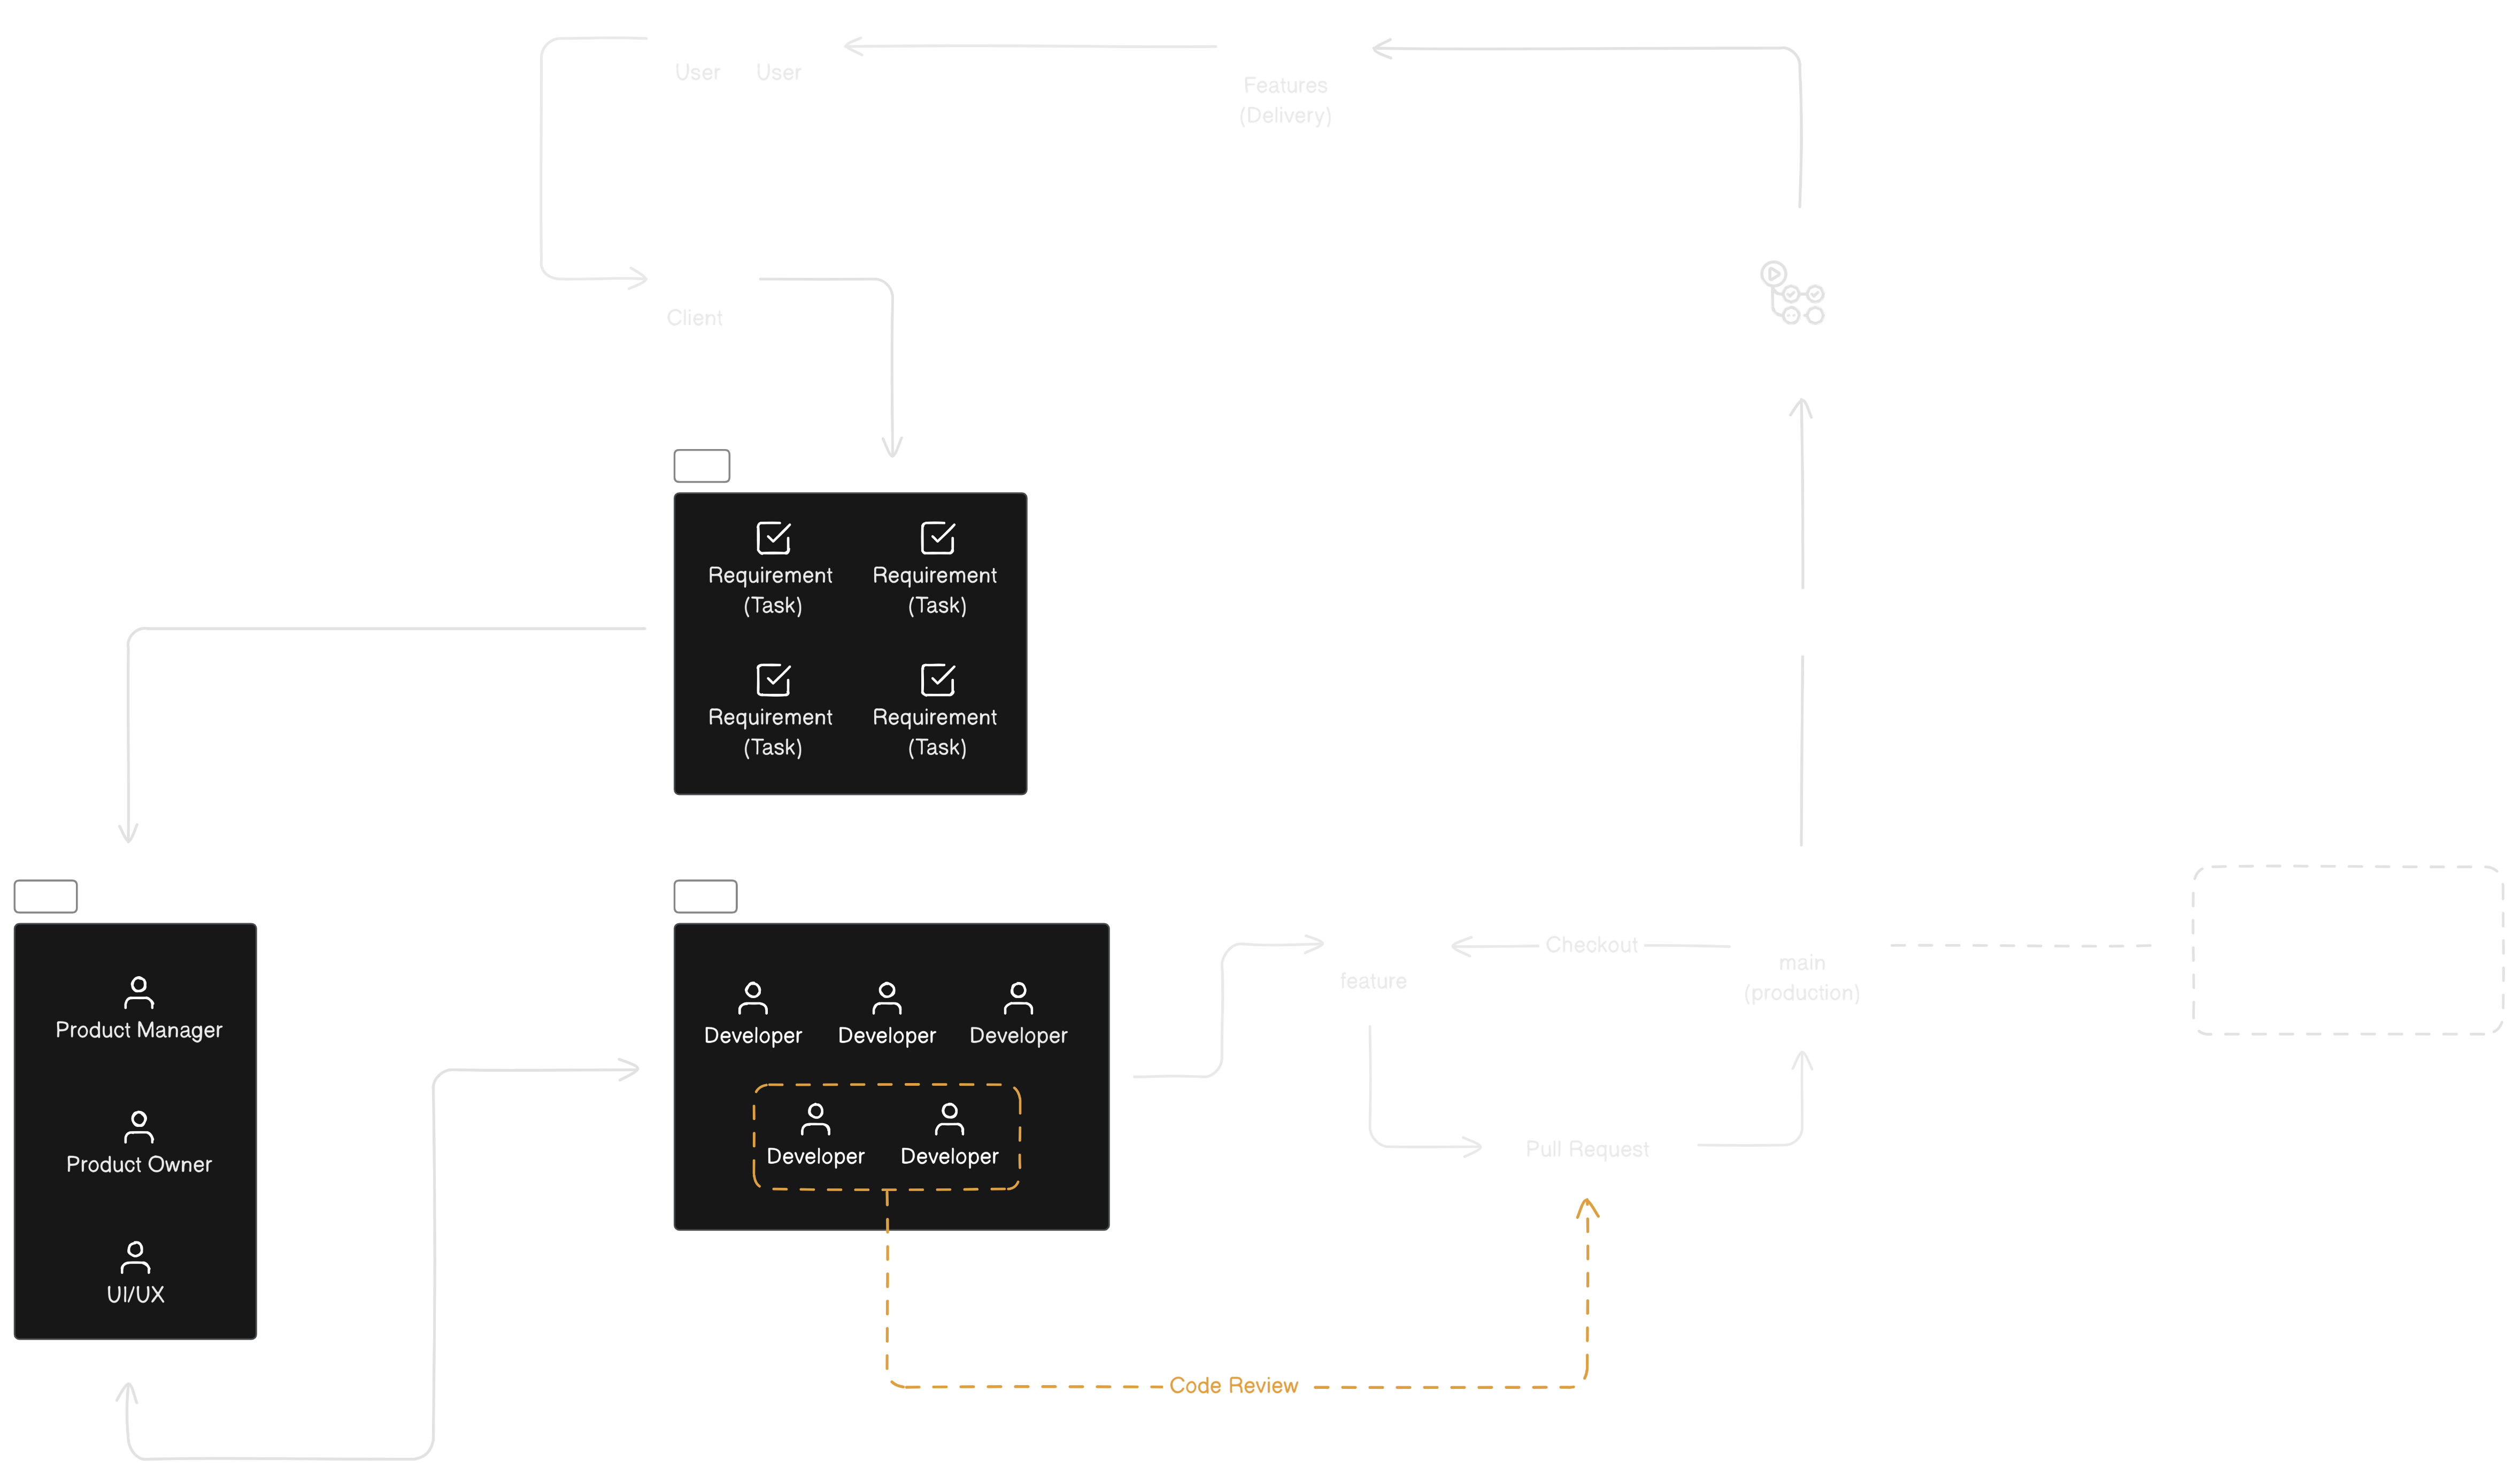 User
User
Features
(Delivery)
Client
Requirement
(Task)
Requirement
(Task)
Requirement
(Task)
Requirement
(Task)
Product Manager
Product Owner
UI/UX
Developer
Developer
Developer
Developer
Developer
feature
Checkout
main
(production)
Pull Request
Code Review